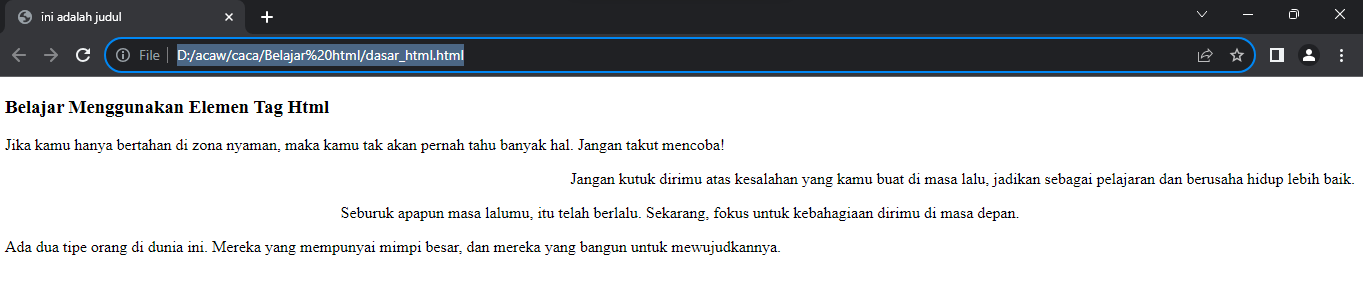 ini adalah judul
File
D:/acaw/caca/Belajar%20html/dasar_html.html
Belajar Menggunakan Elemen Tag Html
Jika kamu hanya bertahan di zona nyaman, maka kamu tak akan pernah tahu banyak hal. Jangan takut mencoba!
Jangan kutuk dirimu atas kesalahan yang kamu buat di masa lalu, jadikan sebagai pelajaran dan berusaha hidup lebih baik.
Seburuk apapun masa lalumu, itu telah berlalu. Sekarang, fokus untuk kebahagiaan dirimu di masa depan.
Ada dua tipe orang di dunia ini. Mereka yang mempunyai mimpi besar, dan mereka yang bangun untuk mewujudkannya.